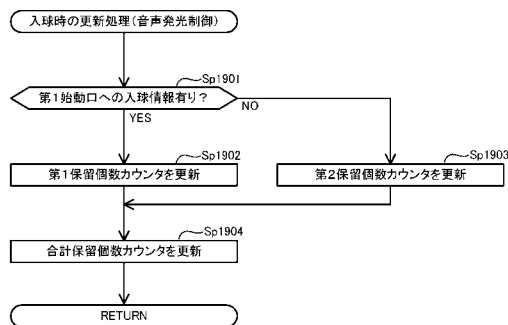 入球時の更新処理(音声発光制御)
Sp1901
第1始動口への入球情報有り?
YES
NO
Sp1902
第1保留個数カウンタを更新
Sp1903
第2保留個数カウンタを更新
Sp1904
合計保留個数カウンタを更新
RETURN